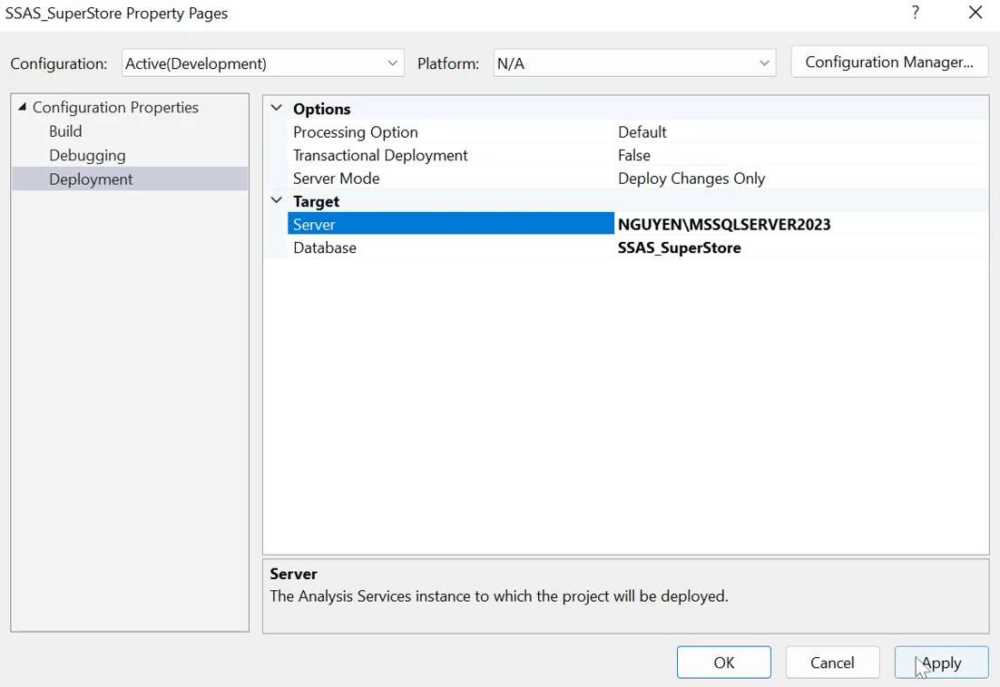 SSAS_SuperStore Property Pages
?
Configuration: Active(Development) Platform: N/A Configuration Manager...
Configuration Properties
Build
Debugging
Deployment
Options
Processing Option Default
Transactional Deployment False
Server Mode Deploy Changes Only
Target
Server NGUYEN\MSSQLSERVER2023
Database SSAS_SuperStore
Server
The Analysis Services instance to which the project will be deployed.
OK Cancel Apply